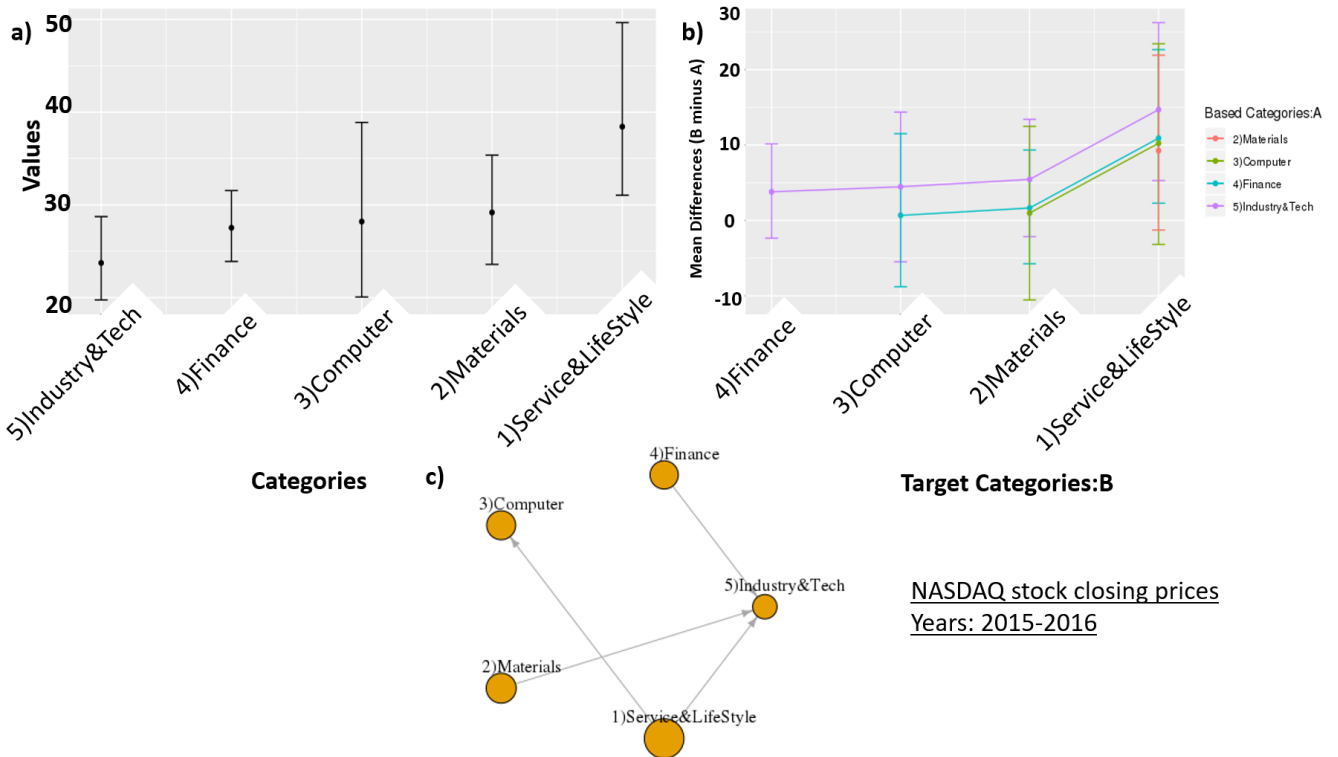 a)
50
40
30
20
Values
5)Industry&Tech
4)Finance
3)Computer
2)Materials
1)Service&LifeStyle
Categories
b)
30
20
10
0
-10
Mean Differences (B minus A)
4)Finance
3)Computer
2)Materials
1)Service&LifeStyle
Target Categories:B
Based Categories:A
2)Materials
3)Computer
4)Finance
5)Industry&Tech
c)
4)Finance
3)Computer
5)Industry&Tech
2)Materials
1)Service&LifeStyle
NASDAQ stock closing prices
Years: 2015-2016